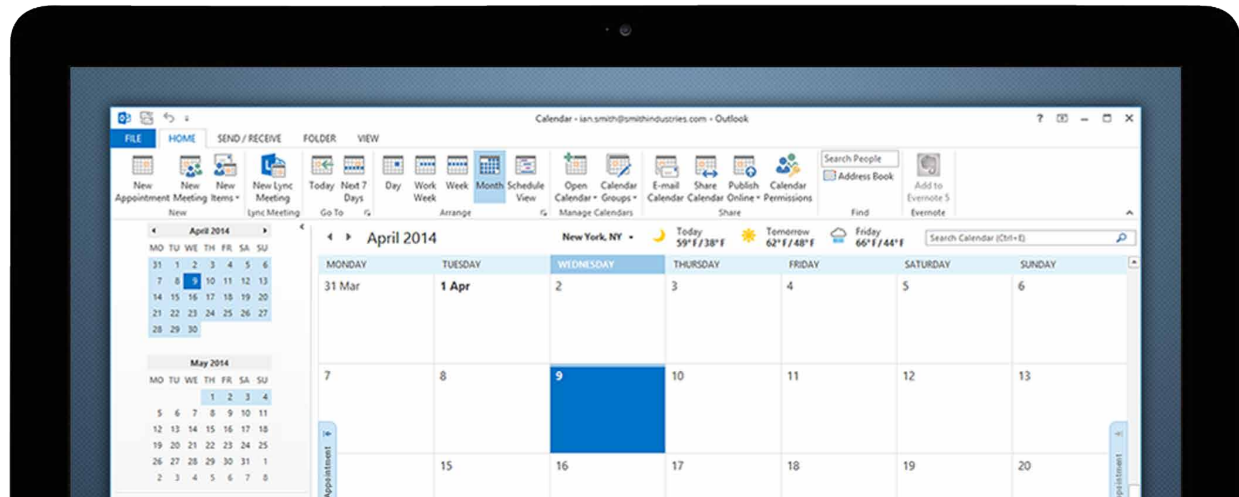 Calendar - ian.smith@smithindustries.com - Outlook
FILE HOME SEND / RECEIVE FOLDER VIEW
New Appointment
New Meeting
New Items
New Lync Meeting
Today
Next 7 Days
Day
Work Week
Week
Month
Schedule View
Open Calendar
Calendar Groups
E-mail Calendar
Share Calendar
Publish Online
Calendar Permissions
Search People
Address Book
Add to Evernote 5
New Lync Meeting Go To Arrange Manage Calendars Share Find Evernote
April 2014
MO TU WE TH FR SA SU
31 1 2 3 4 5 6
7 8 9 10 11 12 13
14 15 16 17 18 19 20
21 22 23 24 25 26 27
28 29 30
May 2014
MO TU WE TH FR SA SU
1 2 3 4
5 6 7 8 9 10 11
12 13 14 15 16 17 18
19 20 21 22 23 24 25
26 27 28 29 30 31 1
2 3 4 5 6 7 8
April 2014
New York, NY
Today
59°F/38°F
Tomorrow
62°F/48°F
Friday
66°F/44°F
Search Calendar (Ctrl+E)
MONDAY TUESDAY WEDNESDAY THURSDAY FRIDAY SATURDAY SUNDAY
31 Mar 1 Apr 2 3 4 5 6
7 8 9 10 11 12 13
15 16 17 18 19 20
Appointment